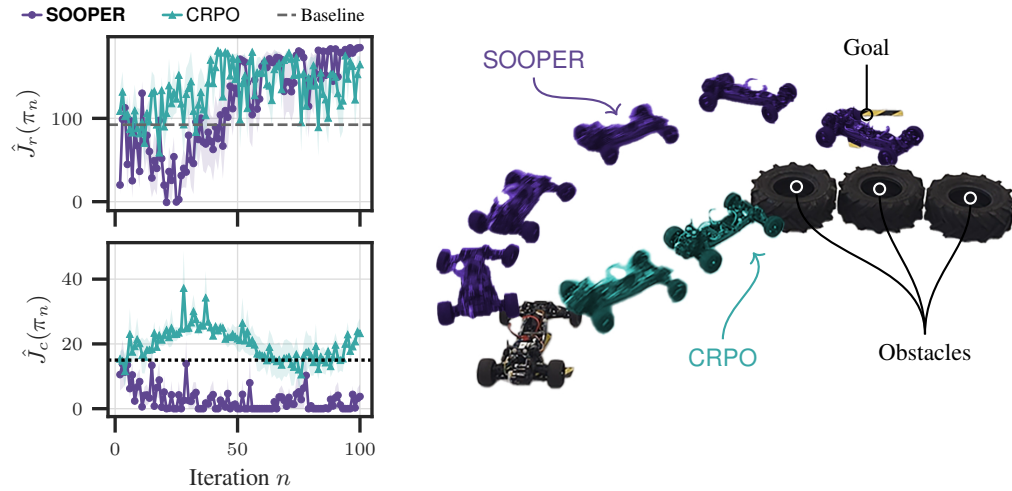 SOOPER CRPO Baseline
Ĵr(πn)
100
0
Ĵc(πn)
40
20
0
0 50 100
Iteration n
SOOPER
Goal
CRPO
Obstacles